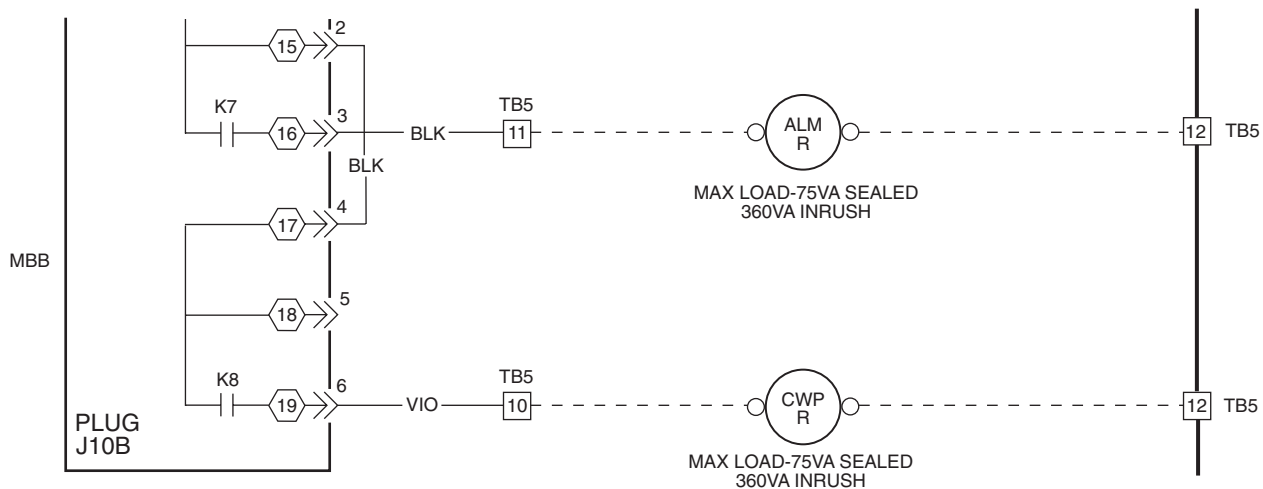 15
2
K7
16
3
BLK
TB5
11
ALM
R
12
TB5
MAX LOAD-75VA SEALED
360VA INRUSH
BLK
17
4
MBB
18
5
K8
19
6
VIO
TB5
10
CWP
R
12
TB5
PLUG
J10B
MAX LOAD-75VA SEALED
360VA INRUSH